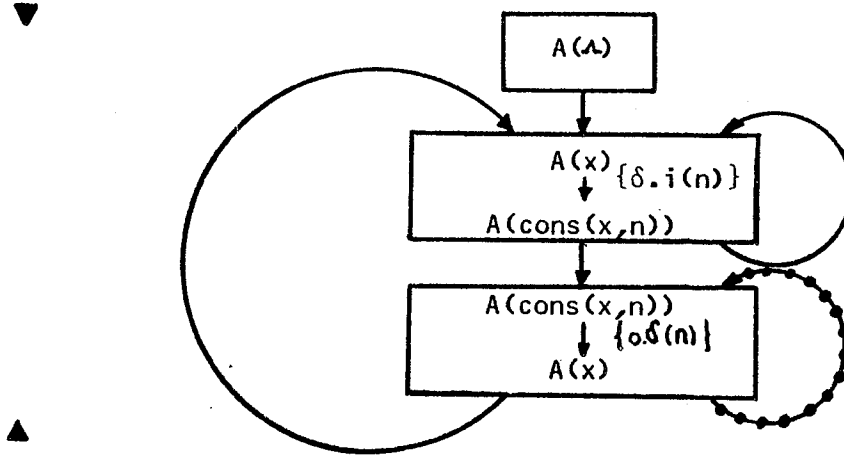 A(Λ)
A(x)
{δ.i(n)}
A(cons(x,n))
A(cons(x,n))
{o.δ(n)}
A(x)